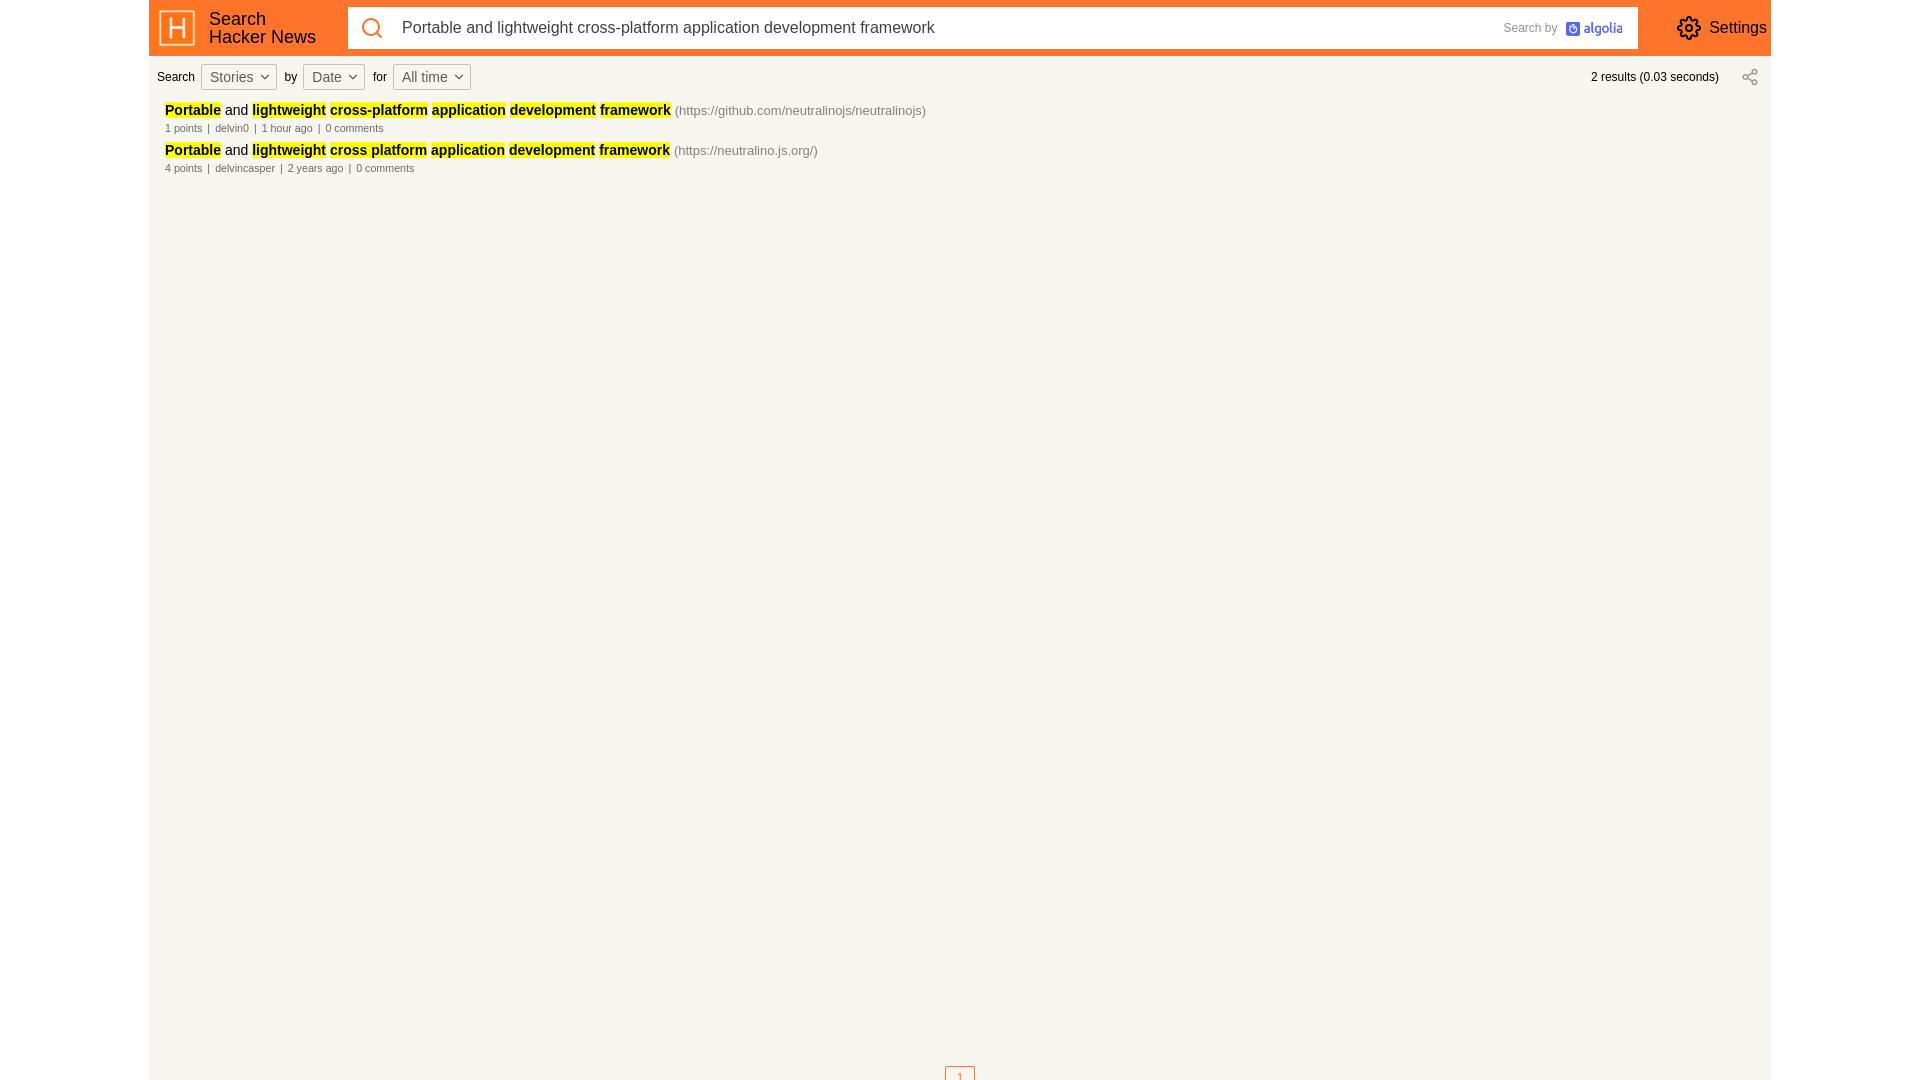 H
Search
Hacker News
Portable and lightweight cross-platform application development framework
Search by algolia
Settings
Search Stories by Date for All time
2 results (0.03 seconds)
Portable and lightweight cross-platform application development framework (https://github.com/neutralinojs/neutralinojs)
1 points | delvin0 | 1 hour ago | 0 comments
Portable and lightweight cross platform application development framework (https://neutralino.js.org/)
4 points | delvincasper | 2 years ago | 0 comments
1